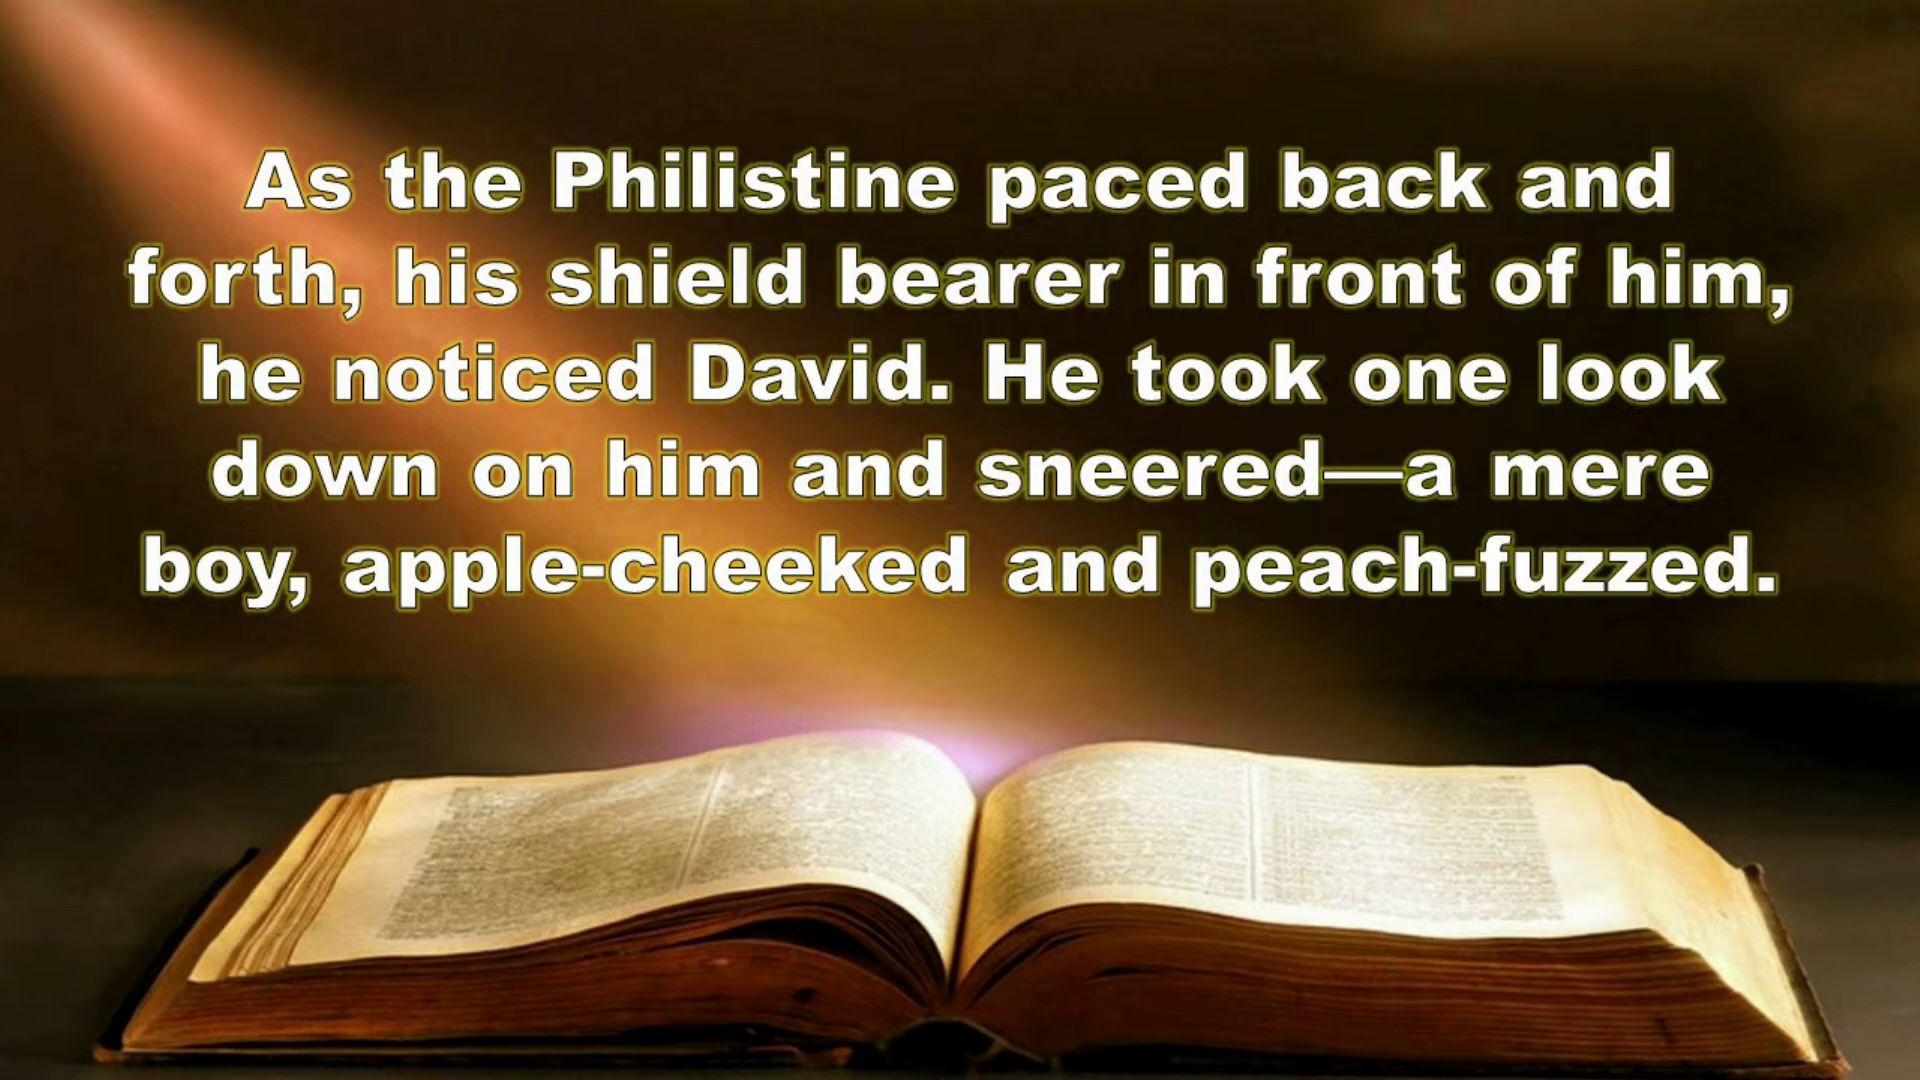 As the Philistine paced back and
forth, his shield bearer in front of him,
he noticed David. He took one look
down on him and sneered—a mere
boy, apple-cheeked and peach-fuzzed.